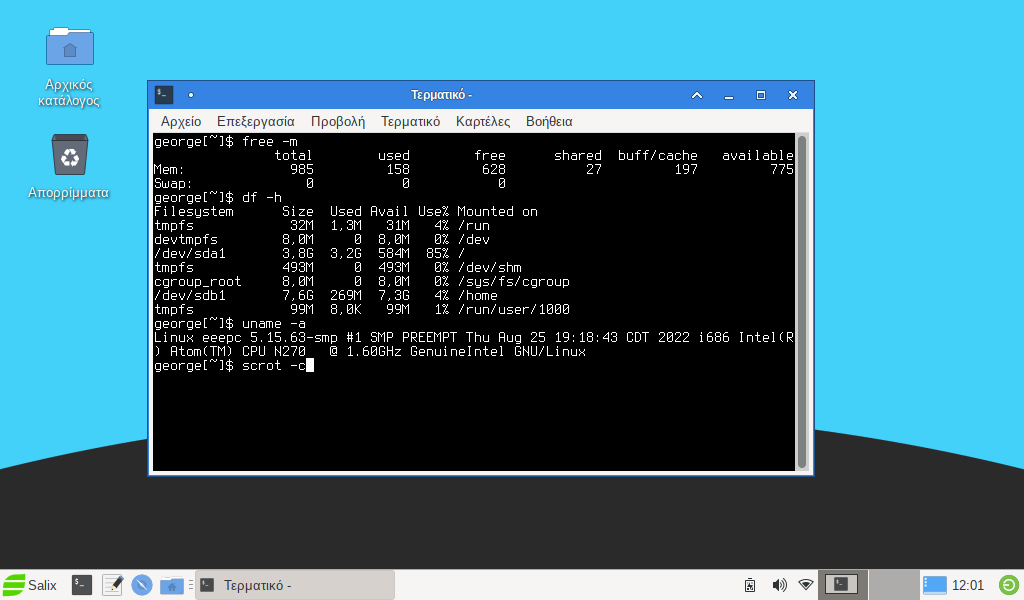 Αρχικός
κατάλογος
Απορρίμματα
Τερματικό -
Αρχείο Επεξεργασία Προβολή Τερματικό Καρτέλες Βοήθεια
george[~]$ free -m
total used free shared buff/cache available
Mem: 985 158 628 27 197 775
Swap: 0 0 0
george[~]$ df -h
Filesystem Size Used Avail Use% Mounted on
tmpfs 32M 1,3M 31M 4% /run
devtmpfs 8,0M 0 8,0M 0% /dev
/dev/sda1 3,8G 3,2G 584M 85% /
tmpfs 493M 0 493M 0% /dev/shm
cgroup_root 8,0M 0 8,0M 0% /sys/fs/cgroup
/dev/sdb1 7,6G 269M 7,3G 4% /home
tmpfs 99M 8,0K 99M 1% /run/user/1000
george[~]$ uname -a
Linux eeepc 5.15.63-smp #1 SMP PREEMPT Thu Aug 25 19:18:43 CDT 2022 i686 Intel(R
) Atom(TM) CPU N270 @ 1.60GHz GenuineIntel GNU/Linux
george[~]$ scrot -c
Salix Τερματικό - 12:01